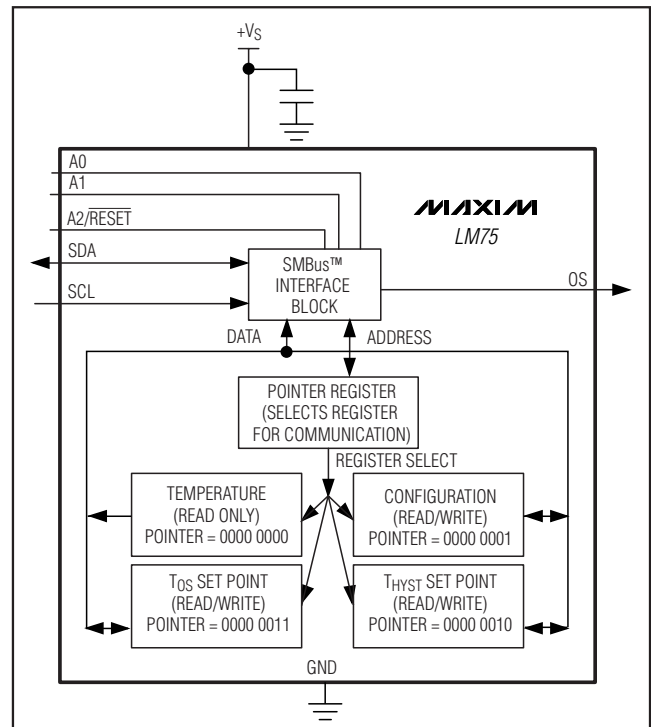 +VS
A0
A1
A2/RESET
SDA
SCL
MAXIM
LM75
SMBus™
INTERFACE
BLOCK
OS
DATA
ADDRESS
POINTER REGISTER
(SELECTS REGISTER
FOR COMMUNICATION)
REGISTER SELECT
TEMPERATURE
(READ ONLY)
POINTER = 0000 0000
CONFIGURATION
(READ/WRITE)
POINTER = 0000 0001
TOS SET POINT
(READ/WRITE)
POINTER = 0000 0011
THYST SET POINT
(READ/WRITE)
POINTER = 0000 0010
GND